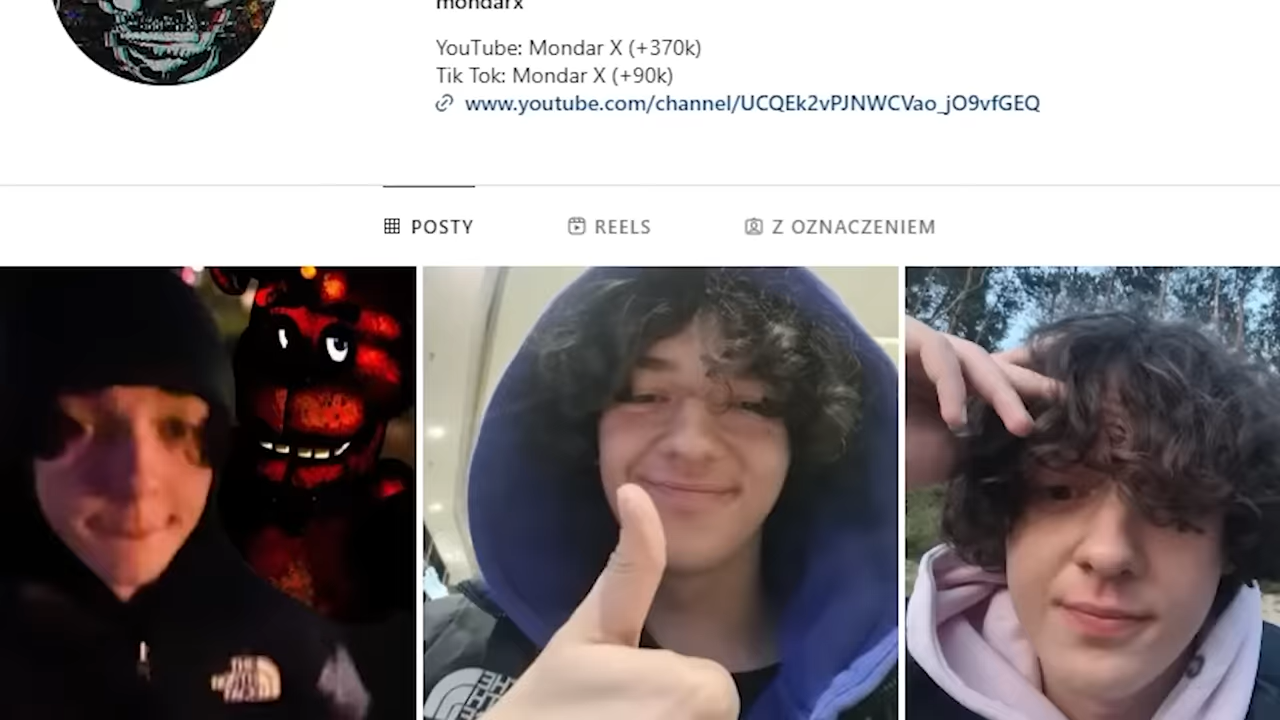 mondarx
YouTube: Mondar X (+370k)
Tik Tok: Mondar X (+90k)
www.youtube.com/channel/UCQEk2vPJNWCVao_jO9vfGEQ
POSTY
REELS
Z OZNACZENIEM
THE
NORTH
FACE